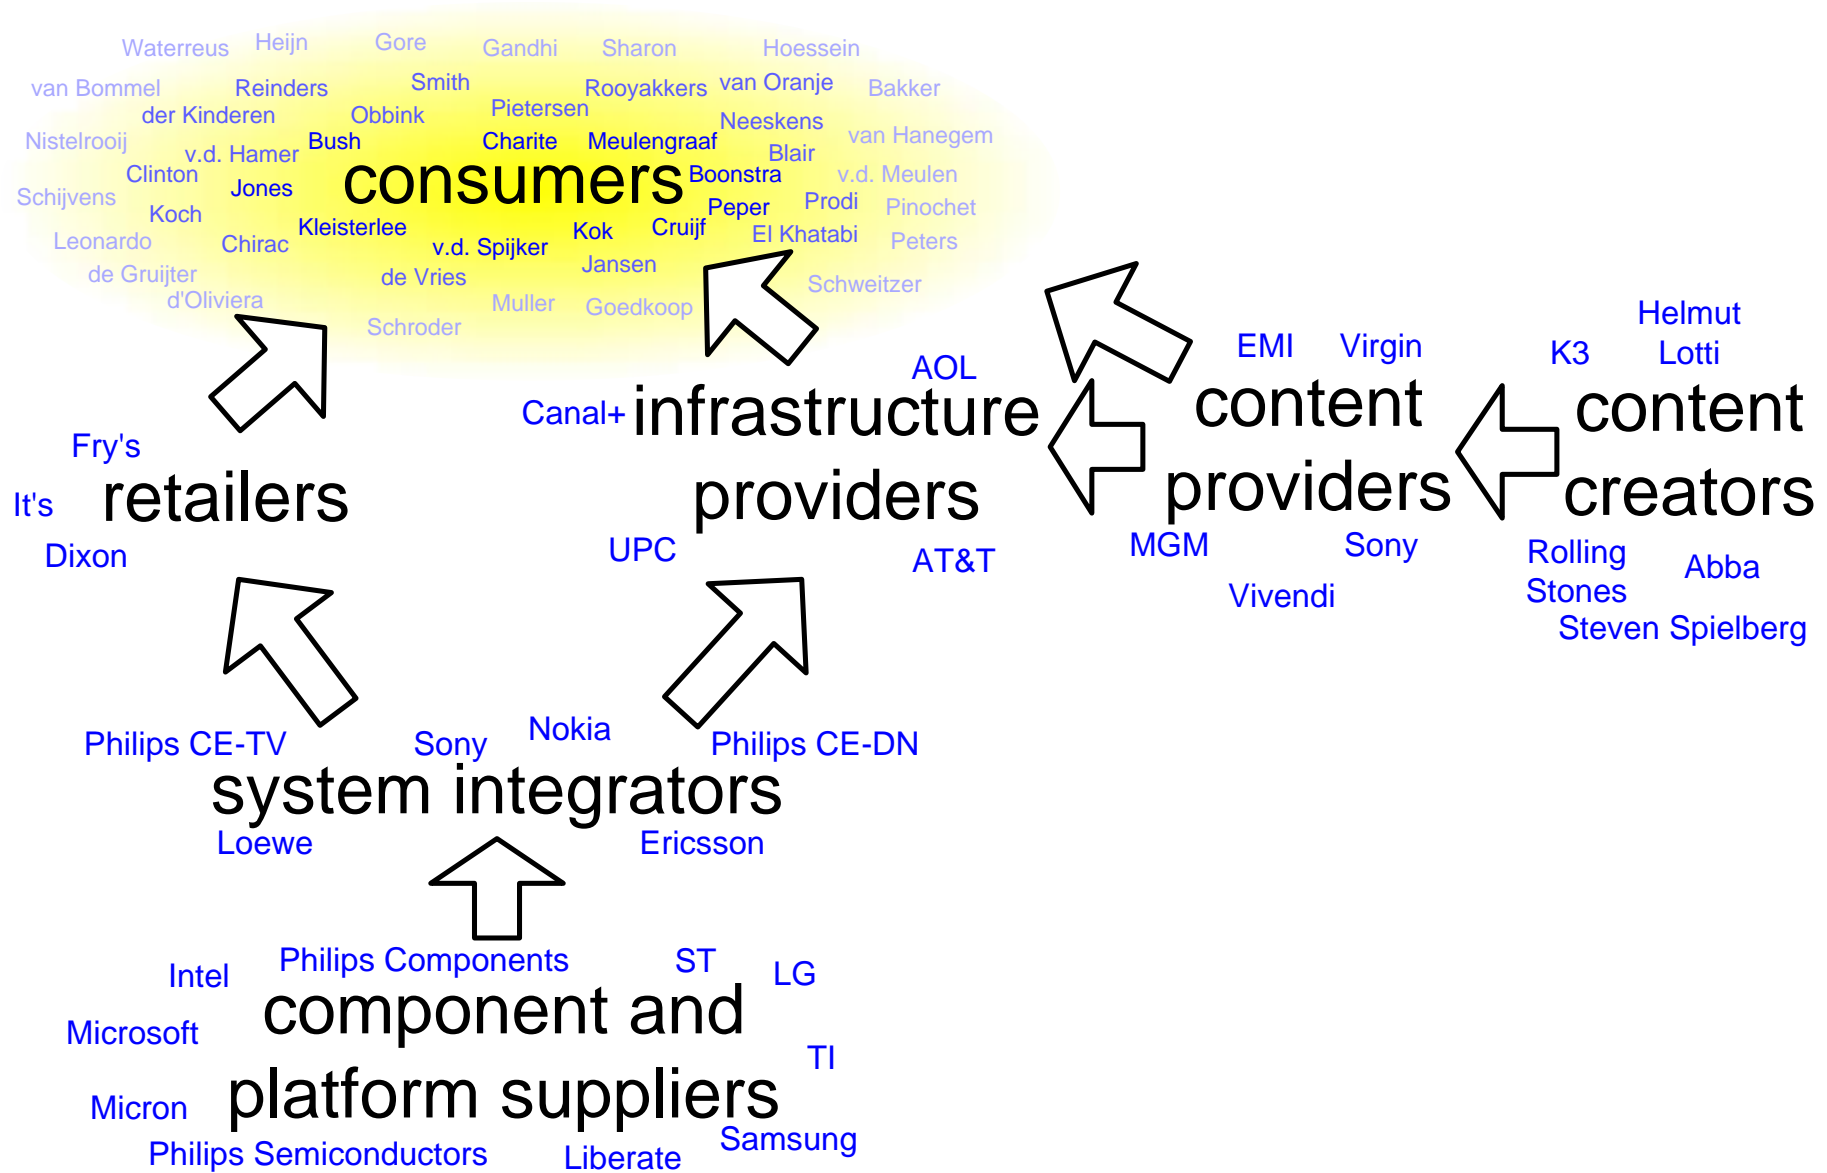 Waterreus Heijn Gore Gandhi Sharon Hoessein
van Bommel Reinders Smith Rooyakkers van Oranje Bakker
der Kinderen Obbink Pietersen Neeskens
Nistelrooij v.d. Hamer Bush Charite Meulengraaf Blair van Hanegem
Clinton Jones consumers Boonstra v.d. Meulen
Schijvens Koch Peper Prodi Pinochet
Leonardo Chirac Kleisterlee v.d. Spijker Kok Cruijf El Khatabi Peters
de Gruijter de Vries Jansen Schweitzer
d'Oliviera Muller Goedkoop
Schroder
Fry's
It's retailers
Dixon
AOL
Canal+ infrastructure
providers
UPC AT&T
EMI Virgin
content
providers
MGM Sony
Vivendi
Helmut
K3 Lotti
content
creators
Rolling
Stones
Abba
Steven Spielberg
Philips CE-TV Sony Nokia Philips CE-DN
system integrators
Loewe Ericsson
Intel Philips Components ST LG
component and
Microsoft
TI
platform suppliers
Micron
Philips Semiconductors Liberate Samsung